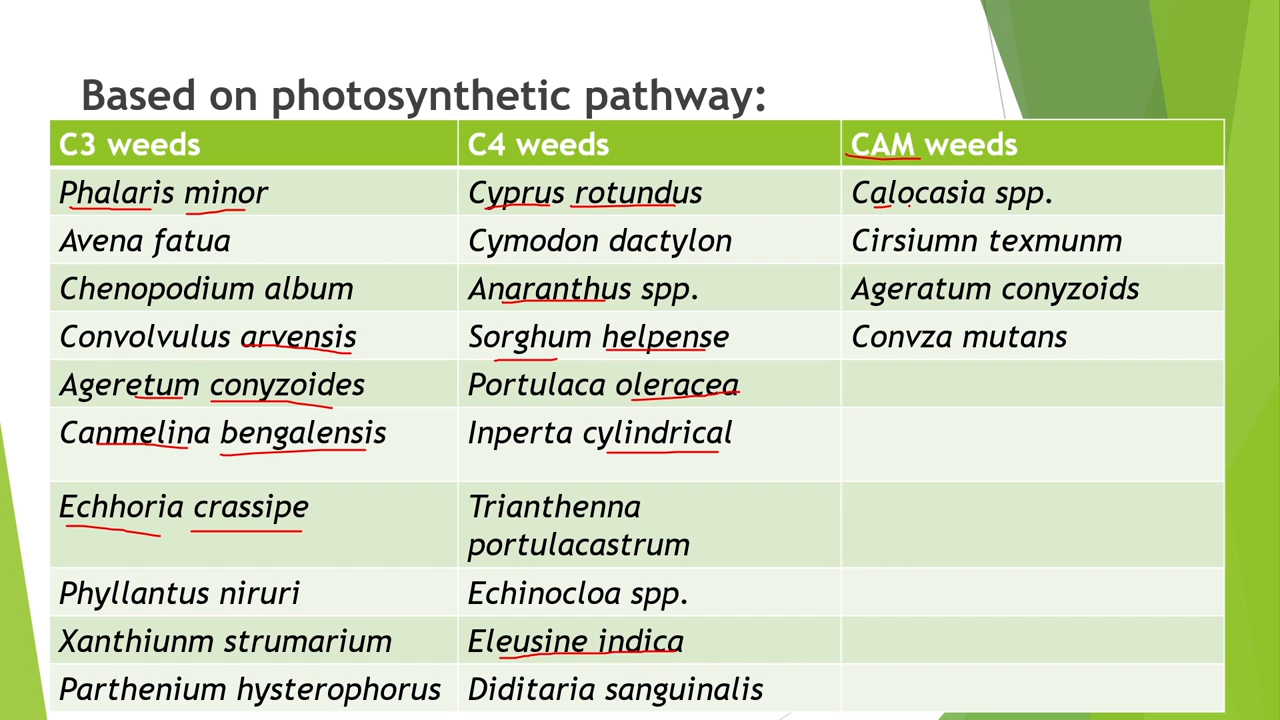 Based on photosynthetic pathway:
C3 weeds C4 weeds CAM weeds
Phalaris minor Cyprus rotundus Calocasia spp.
Avena fatua Cymodon dactylon Cirsiumn texmunm
Chenopodium album Anaranthus spp. Ageratum conyzoids
Convolvulus arvensis Sorghum helpense Convza mutans
Ageretum conyzoides Portulaca oleracea
Canmelina bengalensis Inperta cylindrical
Echhoria crassipe Trianthenna
portulacastrum
Phyllantus niruri Echinocloa spp.
Xanthiunm strumarium Eleusine indica
Parthenium hysterophorus Diditaria sanguinalis